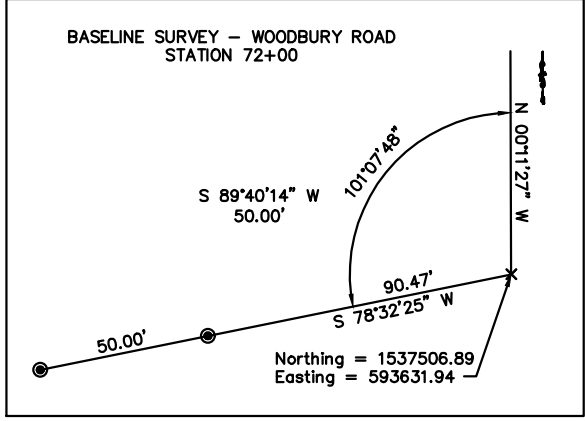 BASELINE SURVEY – WOODBURY ROAD
STATION 72+00
N 00°11'27" W
101°07'48"
S 89°40'14" W
50.00'
90.47'
S 78°32'25" W
50.00'
Northing = 1537506.89
Easting = 593631.94